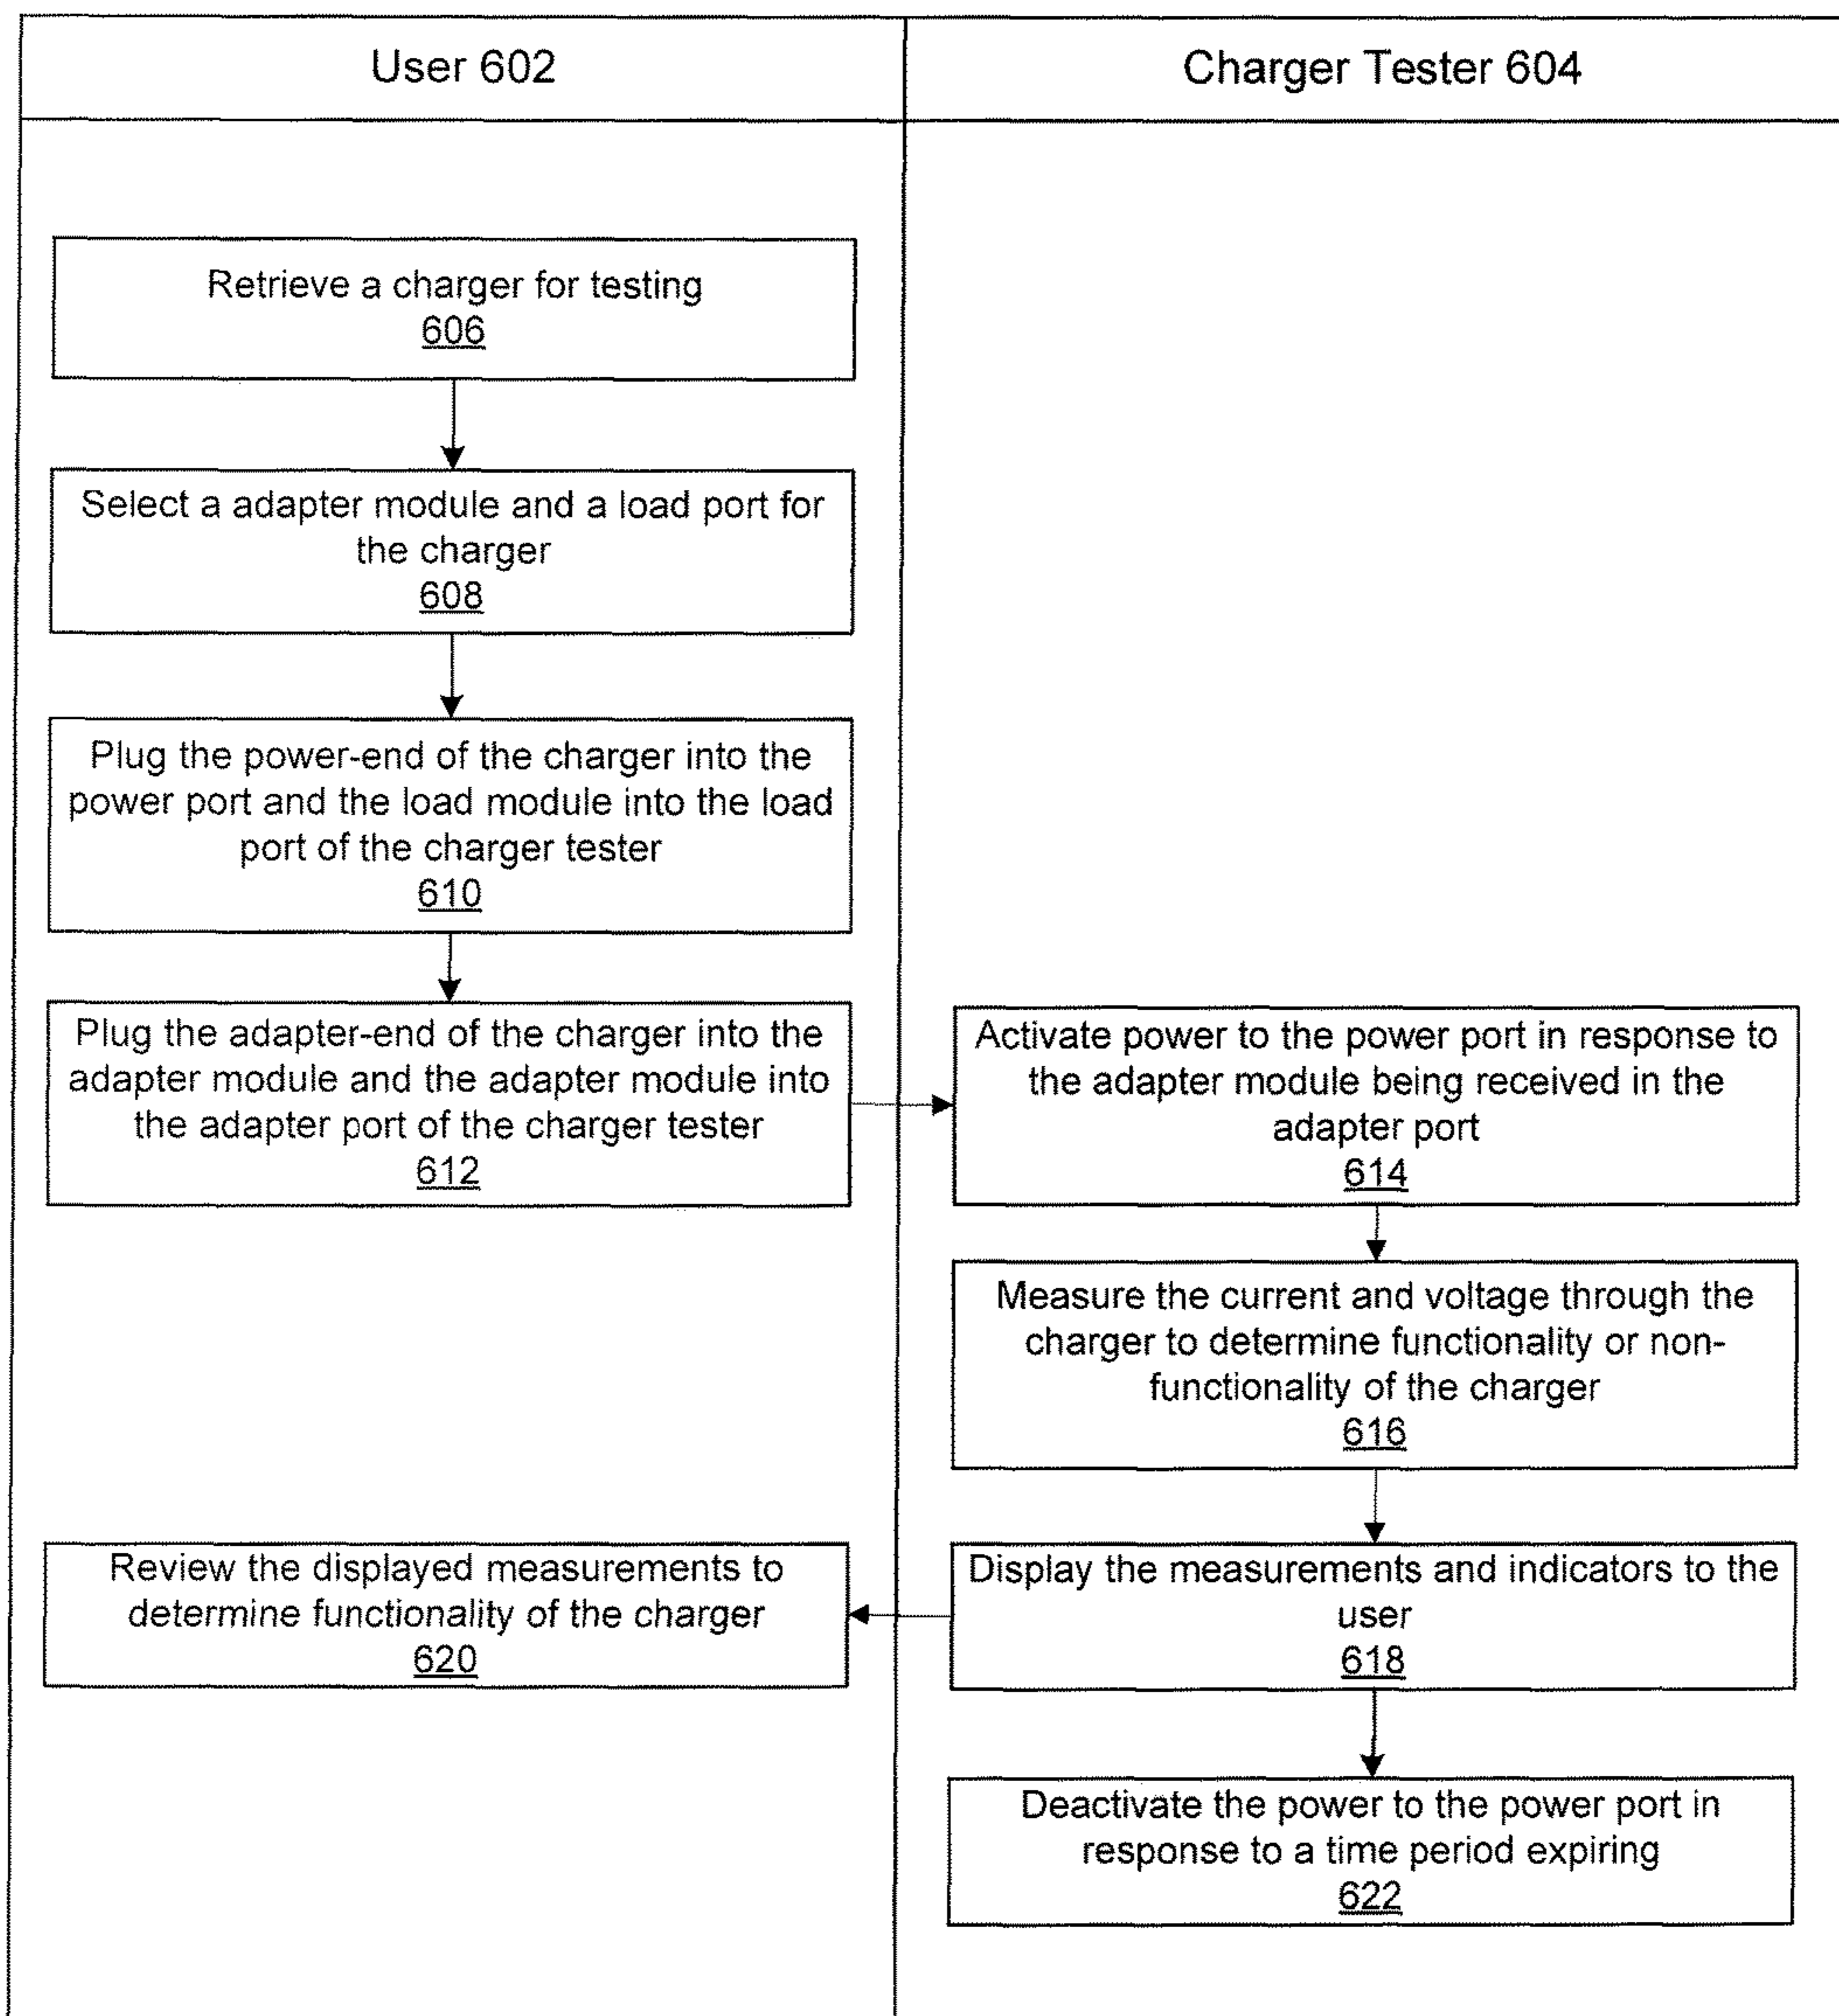 User 602
Charger Tester 604
Retrieve a charger for testing
606
Select a adapter module and a load port for
the charger
608
Plug the power-end of the charger into the
power port and the load module into the load
port of the charger tester
610
Plug the adapter-end of the charger into the
adapter module and the adapter module into
the adapter port of the charger tester
612
Activate power to the power port in response to
the adapter module being received in the
adapter port
614
Measure the current and voltage through the
charger to determine functionality or non-
functionality of the charger
616
Display the measurements and indicators to the
user
618
Review the displayed measurements to
determine functionality of the charger
620
Deactivate the power to the power port in
response to a time period expiring
622